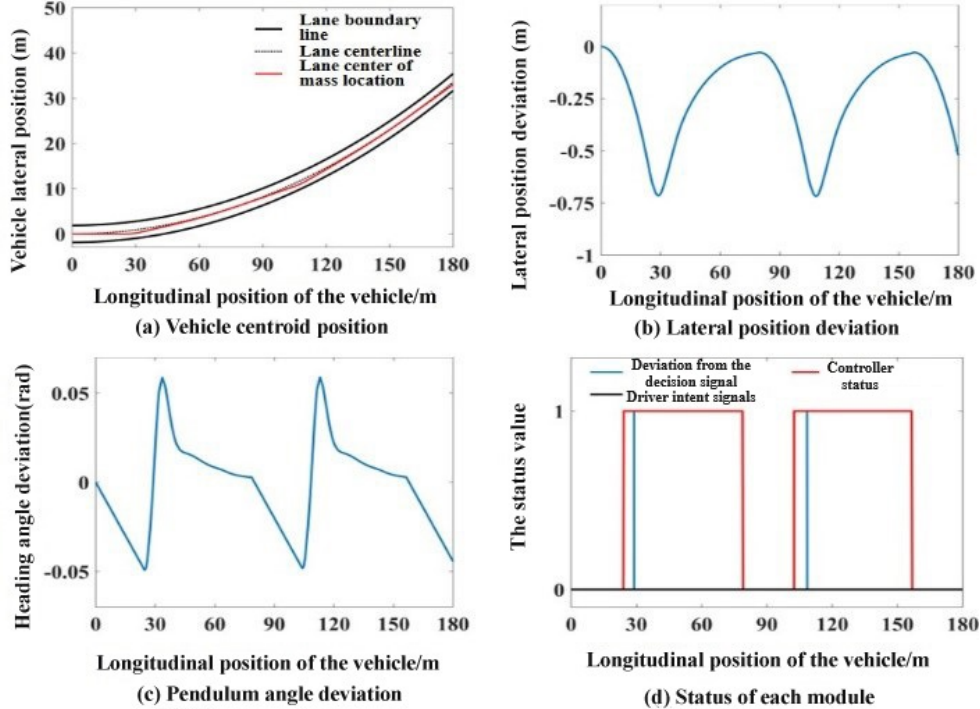 Vehicle lateral position (m)
50
40
30
20
10
0
Lane boundary
line
Lane centerline
Lane center of
mass location
0 30 60 90 120 150 180
Longitudinal position of the vehicle/m
(a) Vehicle centroid position
Lateral position deviation (m)
0
-0.25
-0.5
-0.75
-1
0 30 60 90 120 150 180
Longitudinal position of the vehicle/m
(b) Lateral position deviation
Heading angle deviation(rad)
0.05
0
-0.05
0 30 60 90 120 150 180
Longitudinal position of the vehicle/m
(c) Pendulum angle deviation
The status value
1
0
Deviation from the
decision signal
Driver intent signals
Controller
status
0 30 60 90 120 150 180
Longitudinal position of the vehicle/m
(d) Status of each module